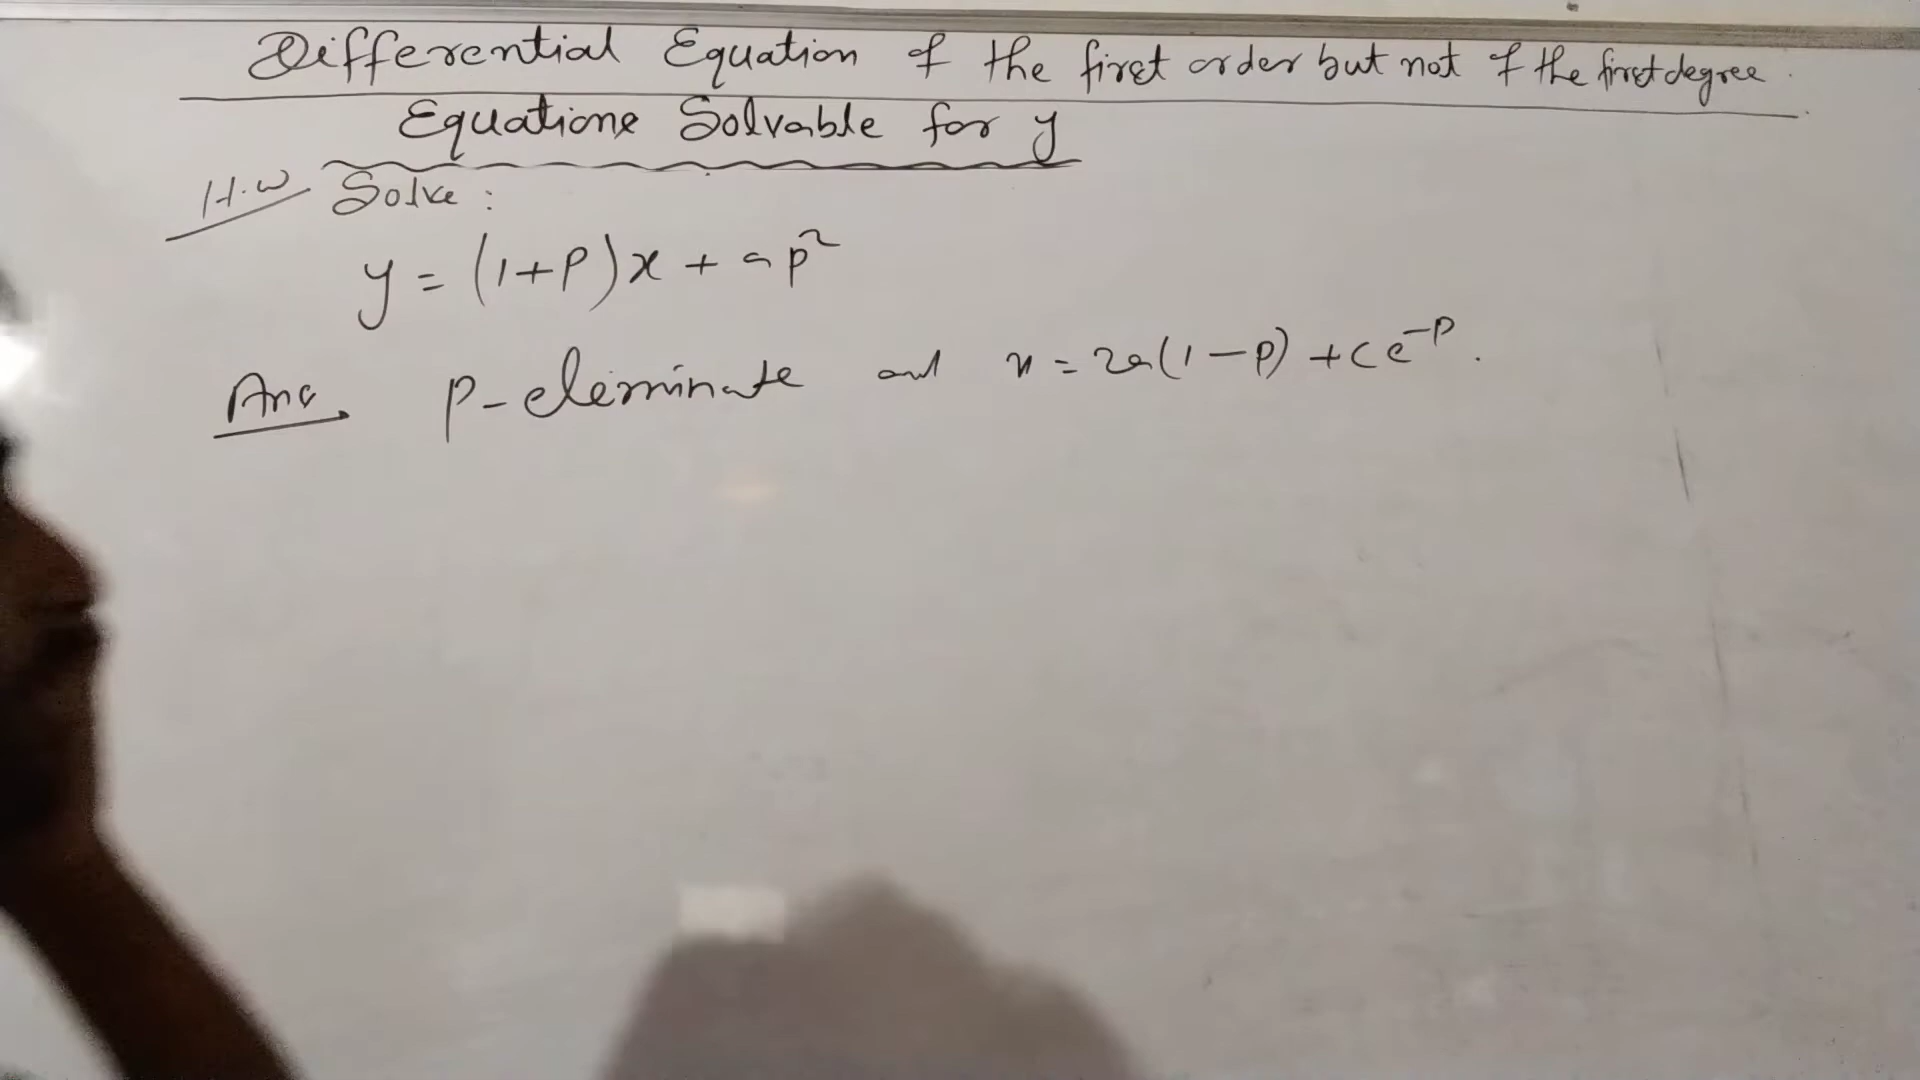 Differential Equation of the first order but not of the first degree.
Equations Solvable for y
H.W Solve :
y = (1+p)x + ap²
Ans. p-eleminate and x = 2a(1-p) + ce⁻ᵖ.